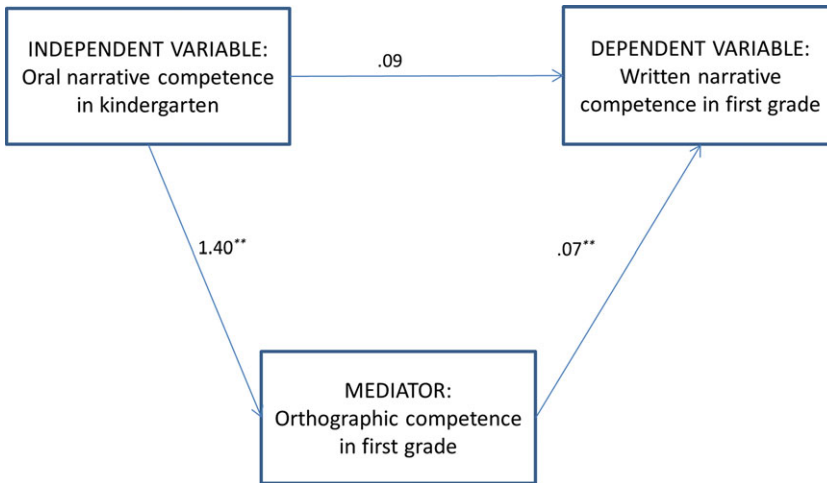 INDEPENDENT VARIABLE:
Oral narrative competence
in kindergarten
.09
DEPENDENT VARIABLE:
Written narrative
competence in first grade
1.40**
.07**
MEDIATOR:
Orthographic competence
in first grade